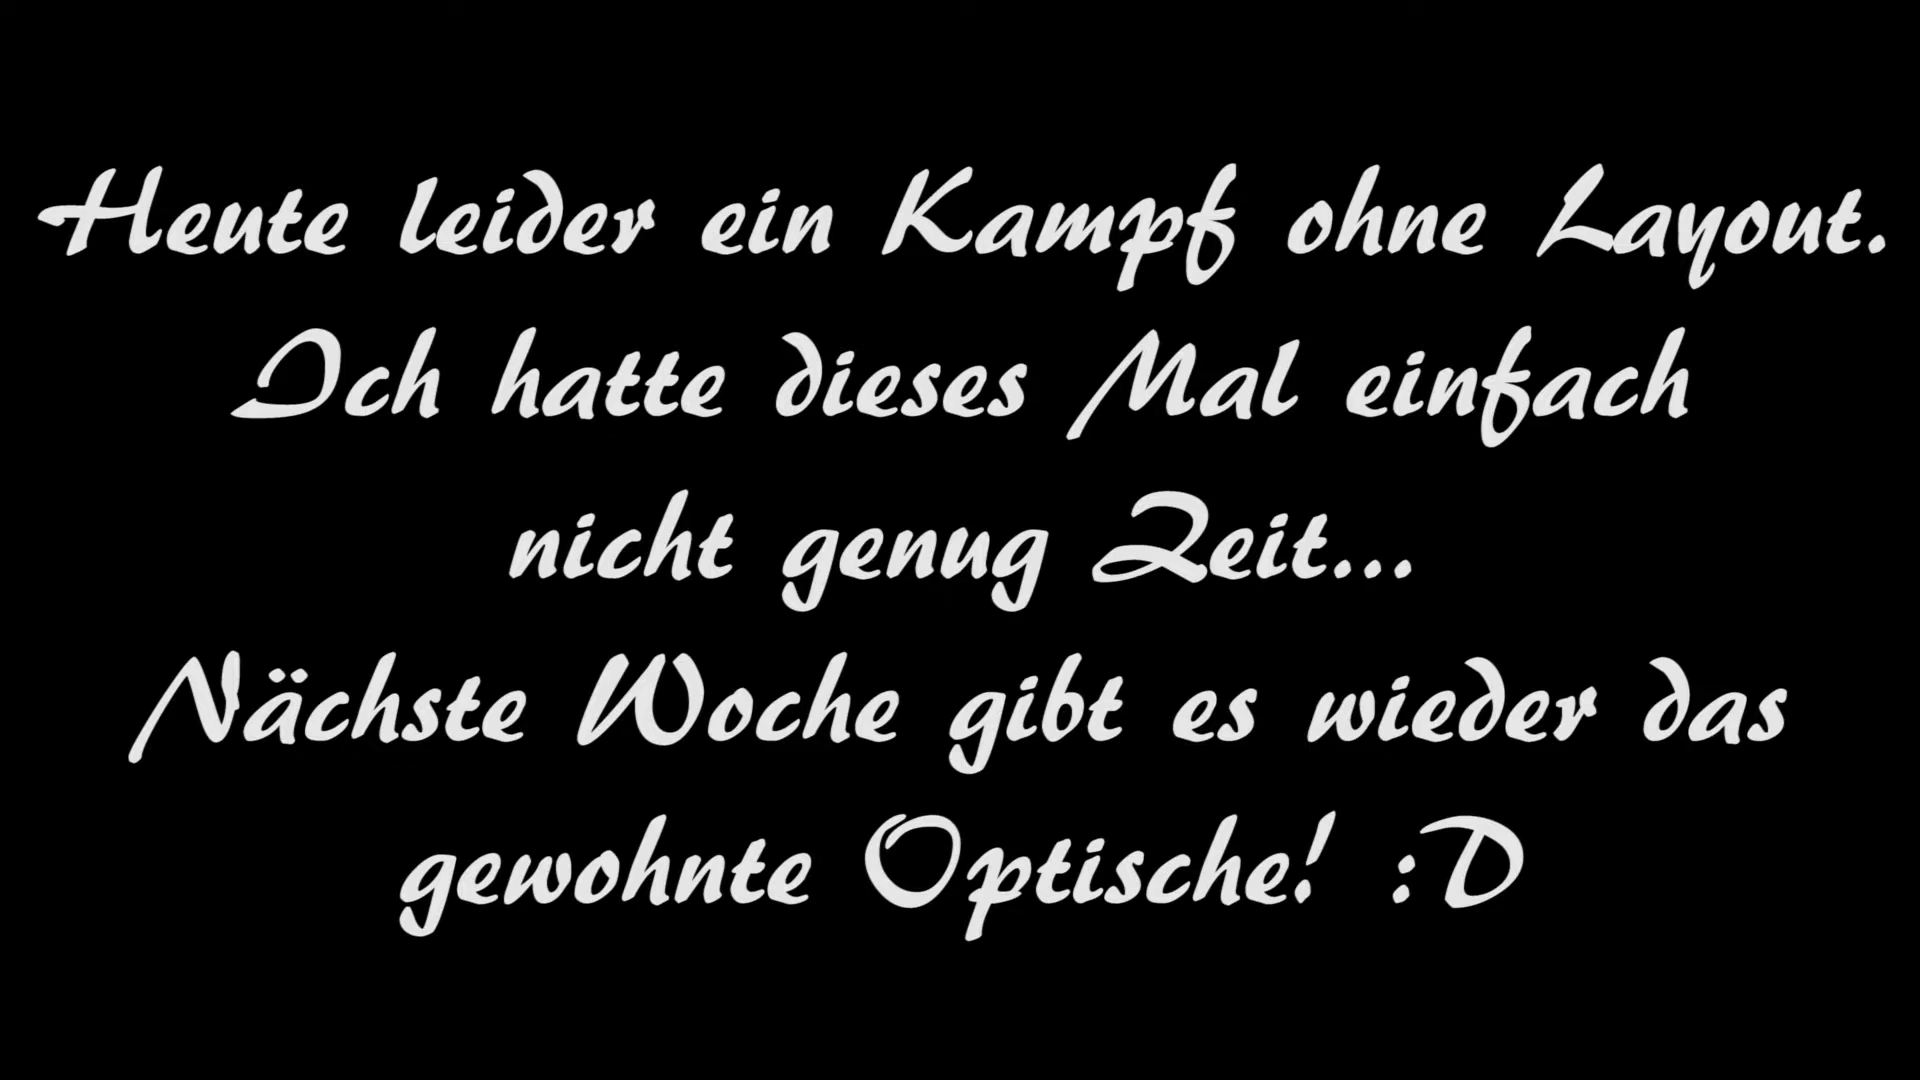 Heute leider ein Kampf ohne Layout.
Ich hatte dieses Mal einfach
nicht genug Zeit...
Nächste Woche gibt es wieder das
gewohnte Optische! :D